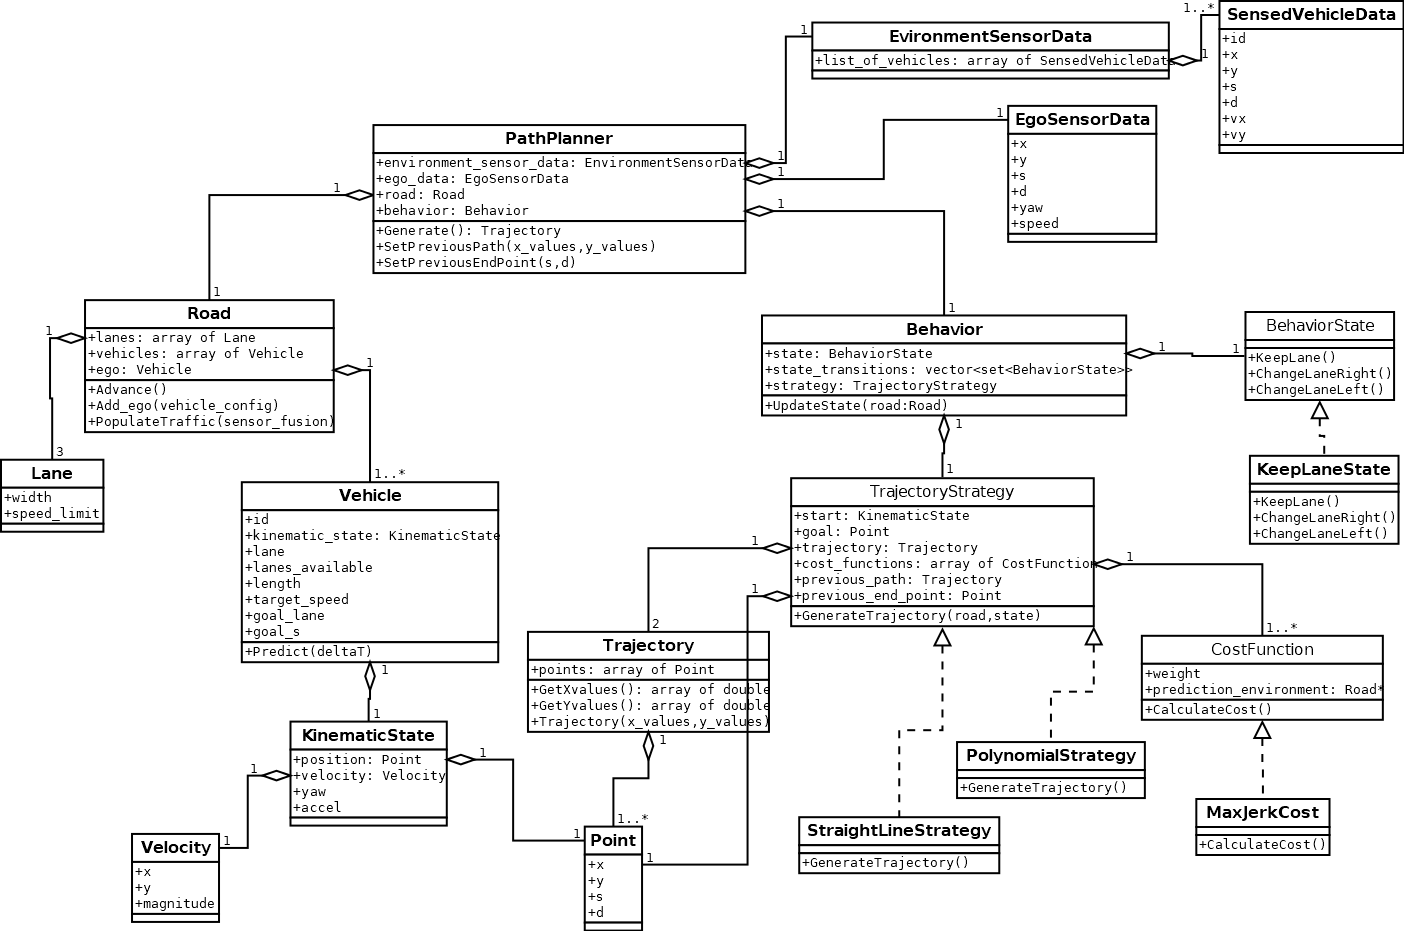 EvironmentSensorData
+list_of_vehicles: array of SensedVehicleData
1
1
1..*
SensedVehicleData
+id
+x
+y
+s
+d
+vx
+vy
PathPlanner
+environment_sensor_data: EnvironmentSensorData
+ego_data: EgoSensorData
+road: Road
+behavior: Behavior
+Generate(): Trajectory
+SetPreviousPath(x_values,y_values)
+SetPreviousEndPoint(s,d)
1
1
1
1
1
EgoSensorData
+x
+y
+s
+d
+yaw
+speed
1
Road
+lanes: array of Lane
+vehicles: array of Vehicle
+ego: Vehicle
+Advance()
+Add_ego(vehicle_config)
+PopulateTraffic(sensor_fusion)
1
1
3
Lane
+width
+speed_limit
1..*
Vehicle
+id
+kinematic_state: KinematicState
+lane
+lanes_available
+length
+target_speed
+goal_lane
+goal_s
+Predict(deltaT)
1
1
KinematicState
+position: Point
+velocity: Velocity
+yaw
+accel
1
1
1
Velocity
+x
+y
+magnitude
1
Behavior
+state: BehaviorState
+state_transitions: vector<set<BehaviorState>>
+strategy: TrajectoryStrategy
+UpdateState(road:Road)
1
1
1
BehaviorState
+KeepLane()
+ChangeLaneRight()
+ChangeLaneLeft()
KeepLaneState
+KeepLane()
+ChangeLaneRight()
+ChangeLaneLeft()
1
TrajectoryStrategy
+start: KinematicState
+goal: Point
+trajectory: Trajectory
+cost_functions: array of CostFunction
+previous_path: Trajectory
+previous_end_point: Point
+GenerateTrajectory(road,state)
1
1
1
2
Trajectory
+points: array of Point
+GetXvalues(): array of double
+GetYvalues(): array of double
+Trajectory(x_values,y_values)
1
1..*
1
1
Point
+x
+y
+s
+d
1..*
CostFunction
+weight
+prediction_environment: Road*
+CalculateCost()
PolynomialStrategy
+GenerateTrajectory()
StraightLineStrategy
+GenerateTrajectory()
MaxJerkCost
+CalculateCost()